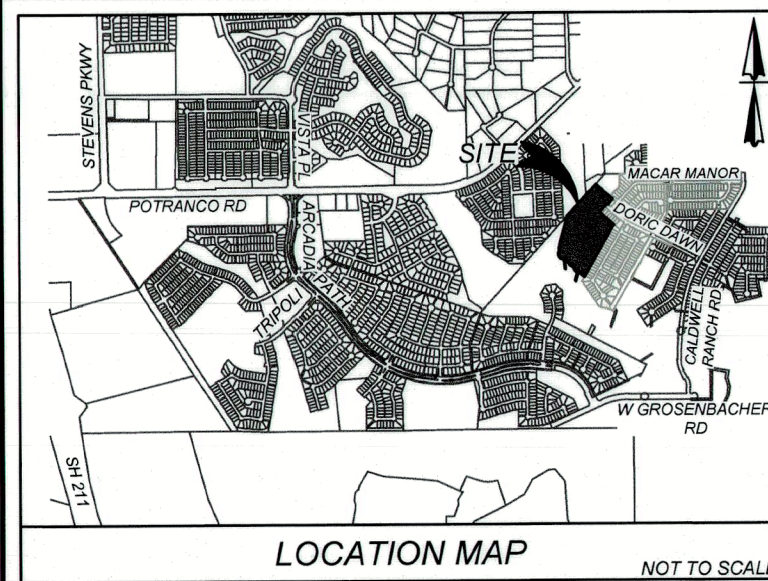 STEVENS PKWY
VISTA PL
SITE
MACAR MANOR
POTRANCO RD
ARCADIA PATH
DORIC DAWN
TRIPOLI
CALDWELL
RANCH RD
W GROSENBACHER
RD
SH 211
LOCATION MAP
NOT TO SCAL